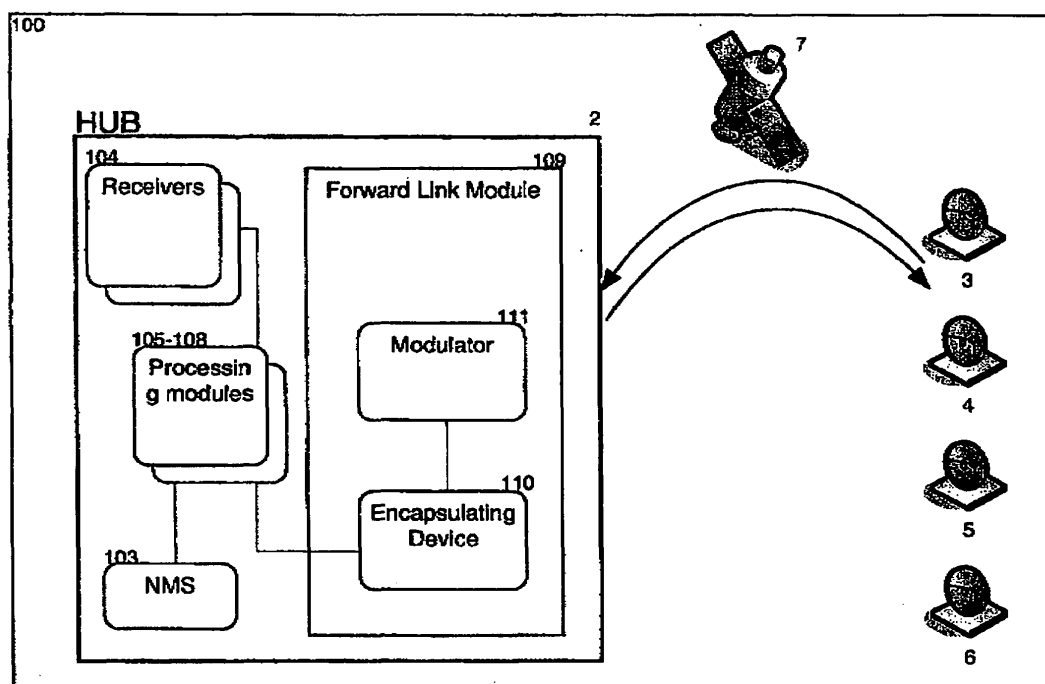 100
7
HUB
2
104
Receivers
109
Forward Link Module
3
111
Modulator
105-108
Processin
g modules
4
110
Encapsulating
Device
5
103
NMS
6